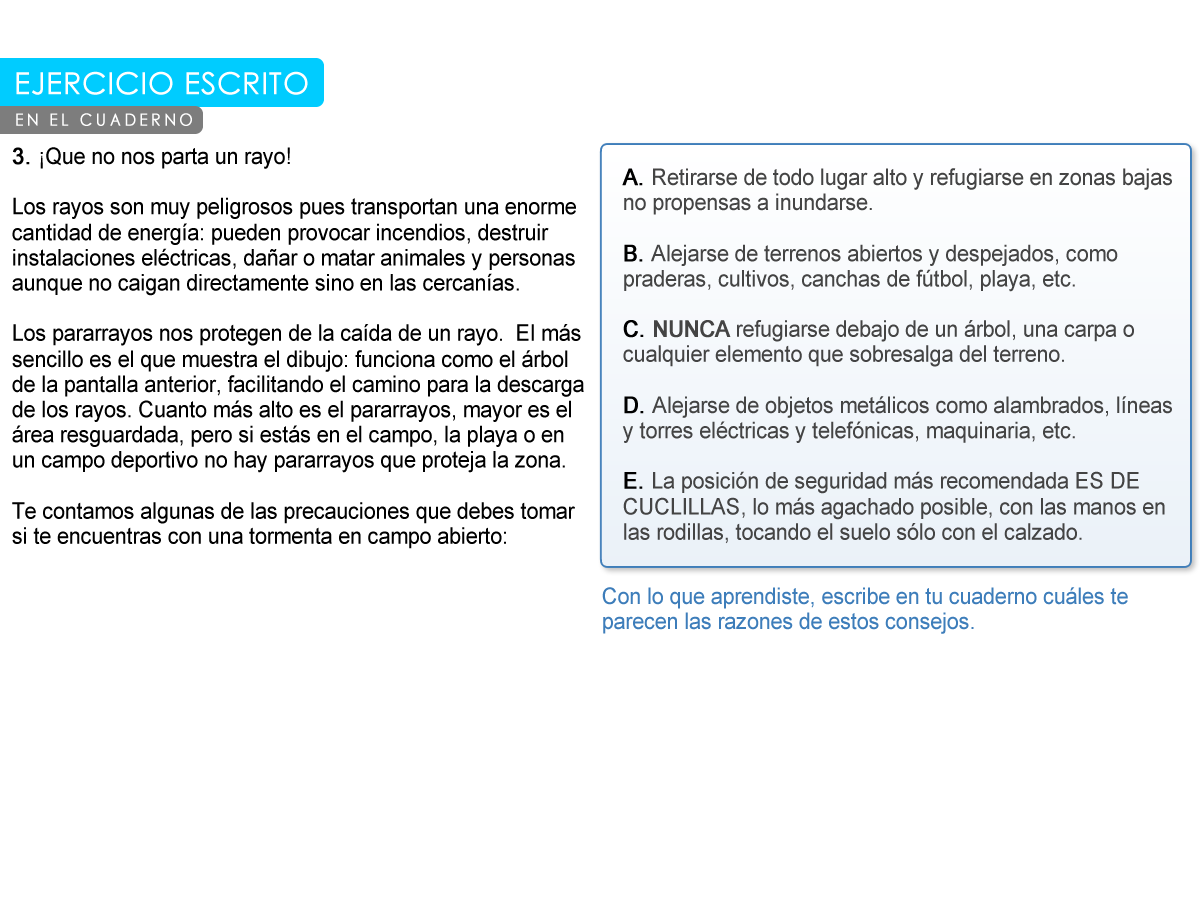 EJERCICIO ESCRITO
EN EL CUADERNO
3. ¡Que no nos parta un rayo!
Los rayos son muy peligrosos pues transportan una enorme
cantidad de energía: pueden provocar incendios, destruir
instalaciones eléctricas, dañar o matar animales y personas
aunque no caigan directamente sino en las cercanías.
Los pararrayos nos protegen de la caída de un rayo.  El más
sencillo es el que muestra el dibujo: funciona como el árbol
de la pantalla anterior, facilitando el camino para la descarga
de los rayos. Cuanto más alto es el pararrayos, mayor es el
área resguardada, pero si estás en el campo, la playa o en
un campo deportivo no hay pararrayos que proteja la zona.
Te contamos algunas de las precauciones que debes tomar
si te encuentras con una tormenta en campo abierto:
A. Retirarse de todo lugar alto y refugiarse en zonas bajas
no propensas a inundarse.
B. Alejarse de terrenos abiertos y despejados, como
praderas, cultivos, canchas de fútbol, playa, etc.
C. NUNCA refugiarse debajo de un árbol, una carpa o
cualquier elemento que sobresalga del terreno.
D. Alejarse de objetos metálicos como alambrados, líneas
y torres eléctricas y telefónicas, maquinaria, etc.
E. La posición de seguridad más recomendada ES DE
CUCLILLAS, lo más agachado posible, con las manos en
las rodillas, tocando el suelo sólo con el calzado.
Con lo que aprendiste, escribe en tu cuaderno cuáles te
parecen las razones de estos consejos.